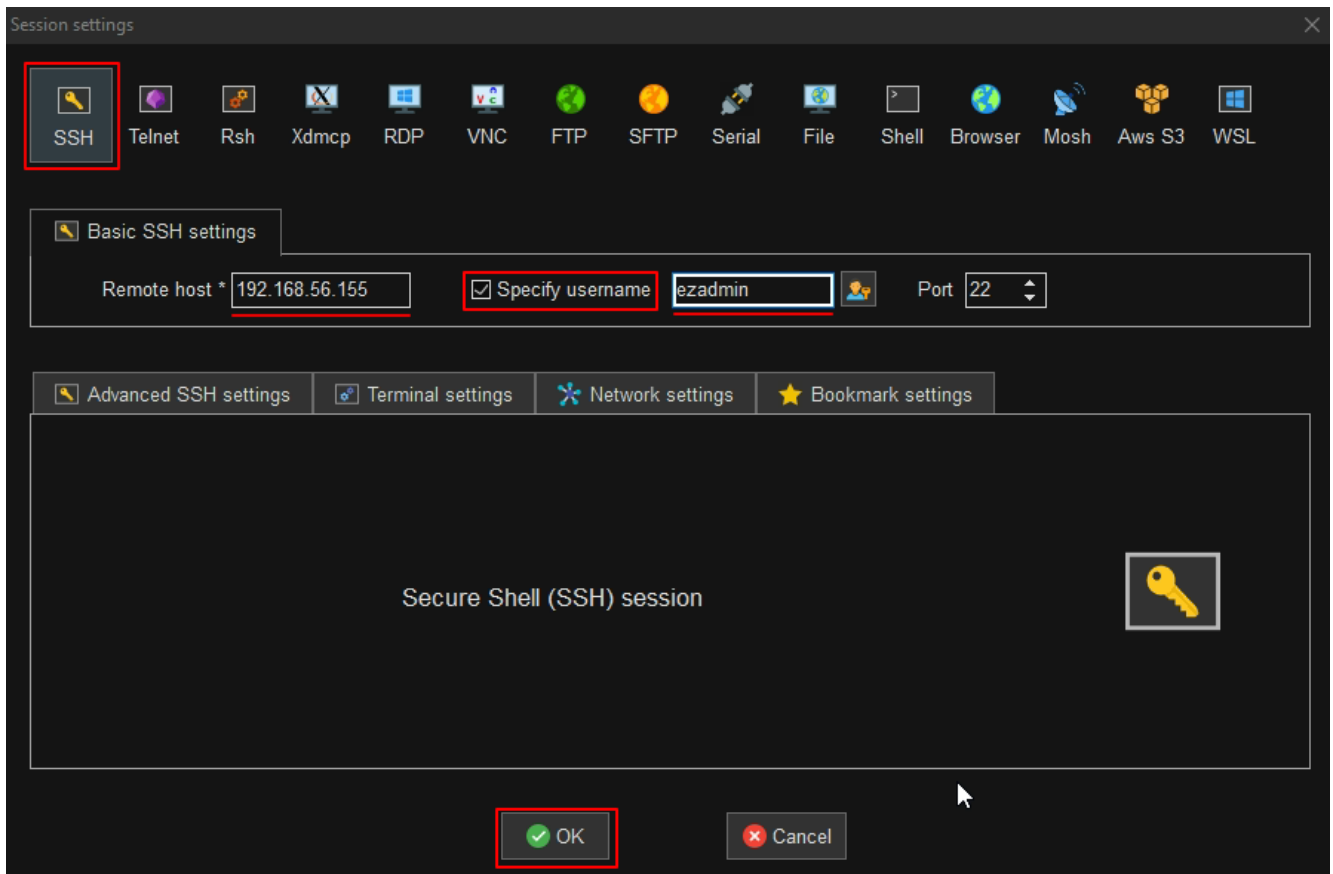 Session settings
SSH Telnet Rsh Xdmcp RDP VNC FTP SFTP Serial File Shell Browser Mosh Aws S3 WSL
Basic SSH settings
Remote host * 192.168.56.155 Specify username ezadmin Port 22
Advanced SSH settings Terminal settings Network settings Bookmark settings
Secure Shell (SSH) session
OK Cancel